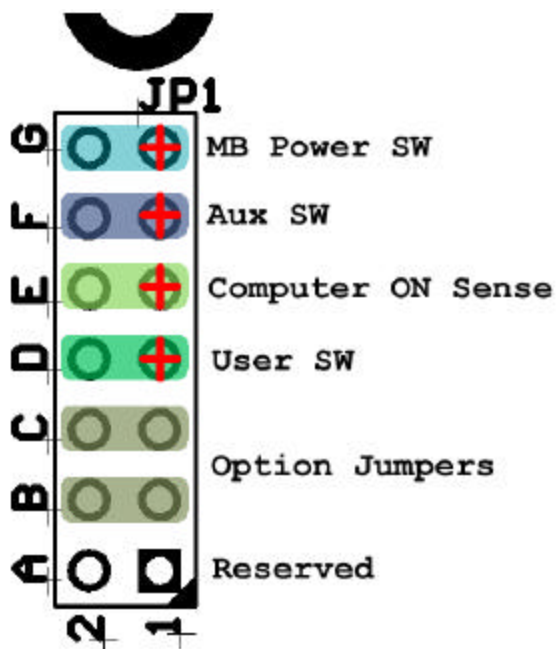 JP1
G MB Power SW
F Aux SW
E Computer ON Sense
D User SW
C
Option Jumpers
B
A Reserved
2 1